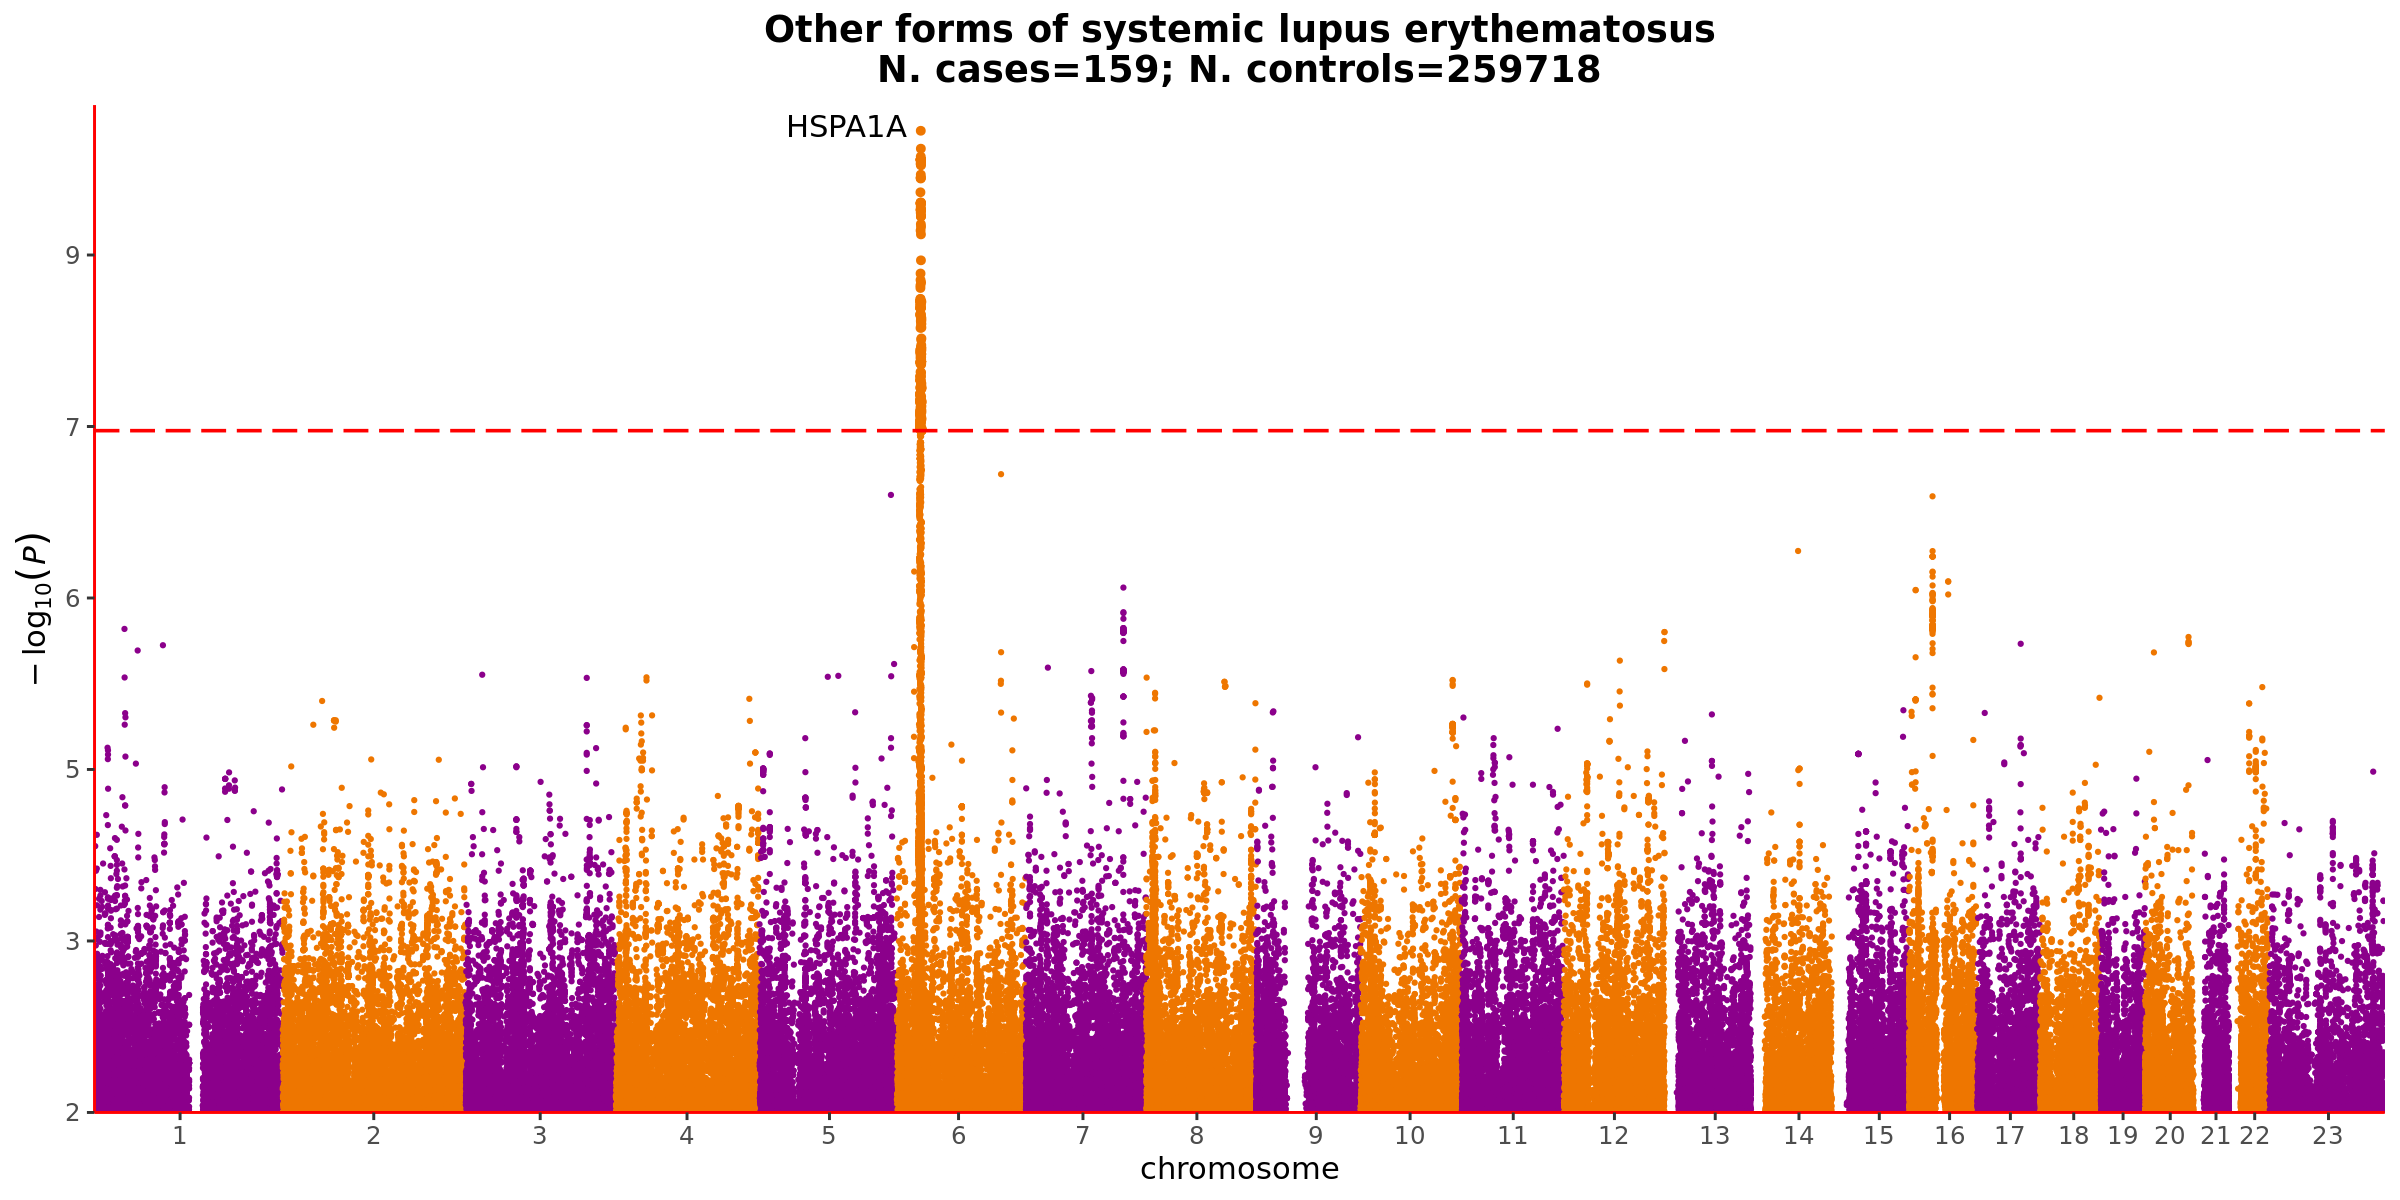 Other forms of systemic lupus erythematosus
N. cases=159; N. controls=259718
HSPA1A
9
7
6
5
3
2
−log10(P)
1 2 3 4 5 6 7 8 9 10 11 12 13 14 15 16 17 18 19 20 21 22 23
chromosome